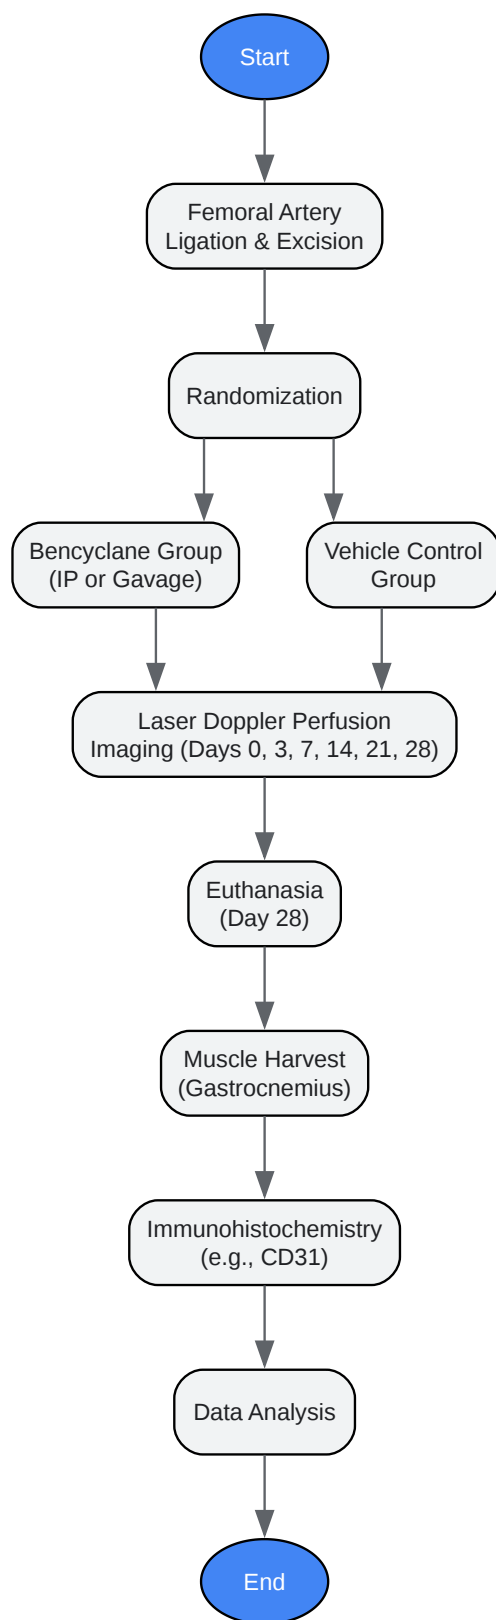 Start
Femoral Artery
Ligation & Excision
Randomization
Bencyclane Group
(IP or Gavage)
Vehicle Control
Group
Laser Doppler Perfusion
Imaging (Days 0, 3, 7, 14, 21, 28)
Euthanasia
(Day 28)
Muscle Harvest
(Gastrocnemius)
Immunohistochemistry
(e.g., CD31)
Data Analysis
End